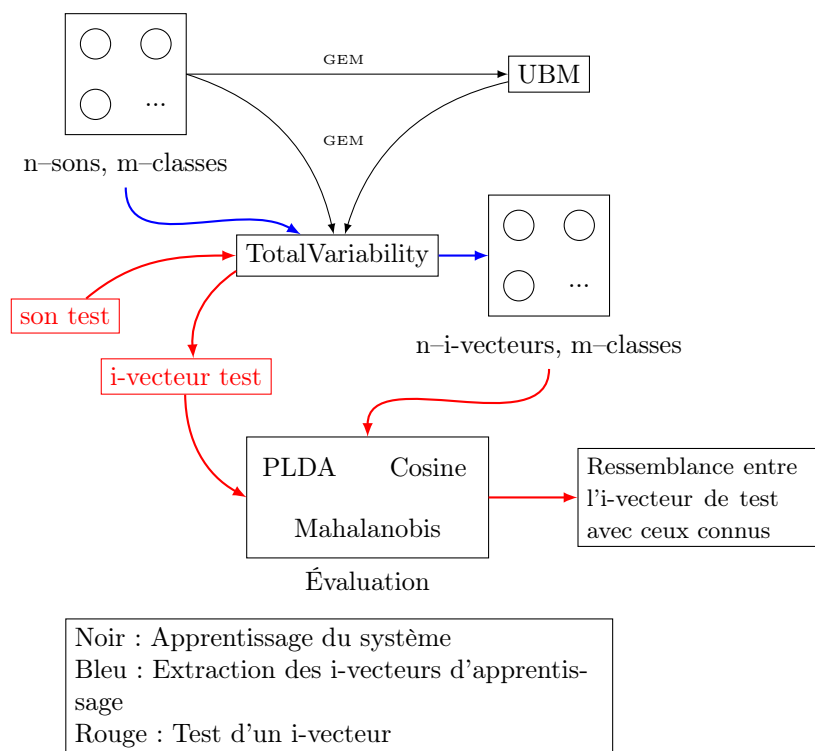 GEM
UBM
...
GEM
n–sons, m–classes
TotalVariability
...
son test
n–i-vecteurs, m–classes
i-vecteur test
PLDA
Cosine
Mahalanobis
Ressemblance entre
l'i-vecteur de test
avec ceux connus
Évaluation
Noir : Apprentissage du système
Bleu : Extraction des i-vecteurs d'apprentis-
sage
Rouge : Test d'un i-vecteur